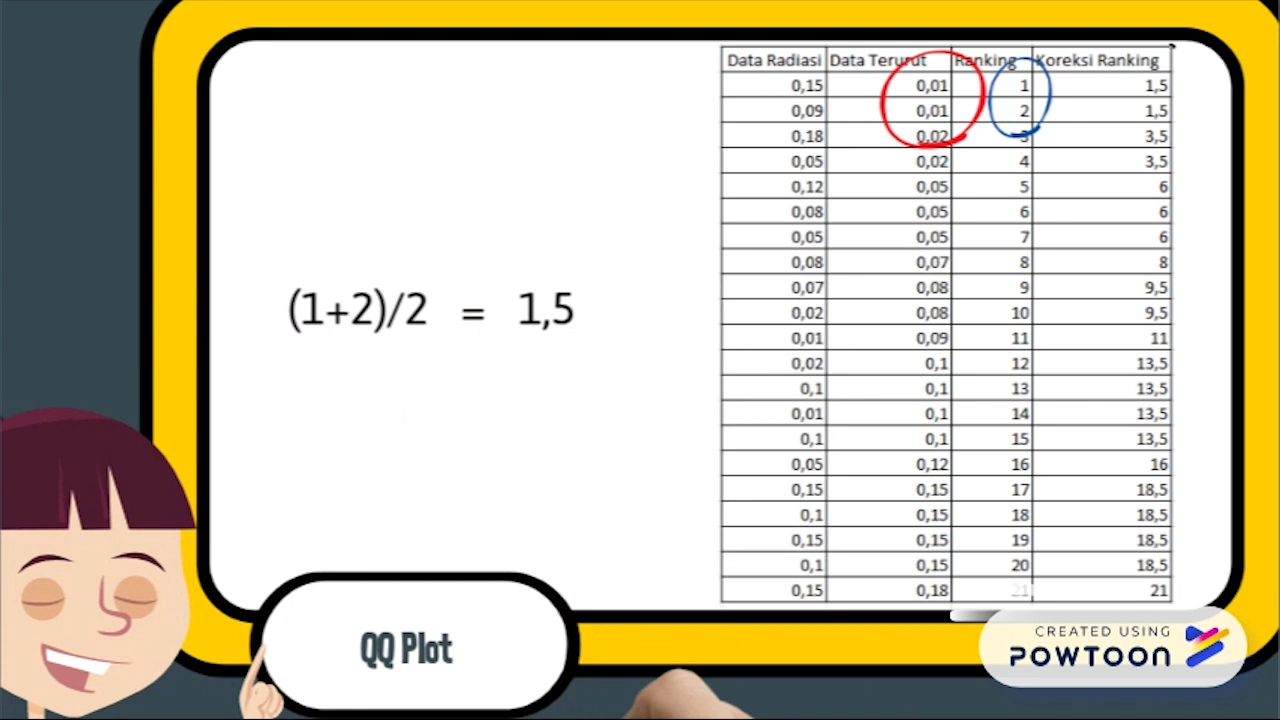 Data Radiasi Data Terurut Ranking Koreksi Ranking
0,15 0,01 1 1,5
0,09 0,01 2 1,5
0,18 0,02 3 3,5
0,05 0,02 4 3,5
0,12 0,05 5 6
0,08 0,05 6 6
0,05 0,05 7 6
0,08 0,07 8 8
0,07 0,08 9 9,5
0,02 0,08 10 9,5
0,01 0,09 11 11
0,02 0,1 12 13,5
0,1 0,1 13 13,5
0,01 0,1 14 13,5
0,1 0,1 15 13,5
0,05 0,12 16 16
0,15 0,15 17 18,5
0,1 0,15 18 18,5
0,15 0,15 19 18,5
0,1 0,15 20 18,5
0,15 0,18 21 21
(1+2)/2 = 1,5
QQ Plot
CREATED USING
POWTOON